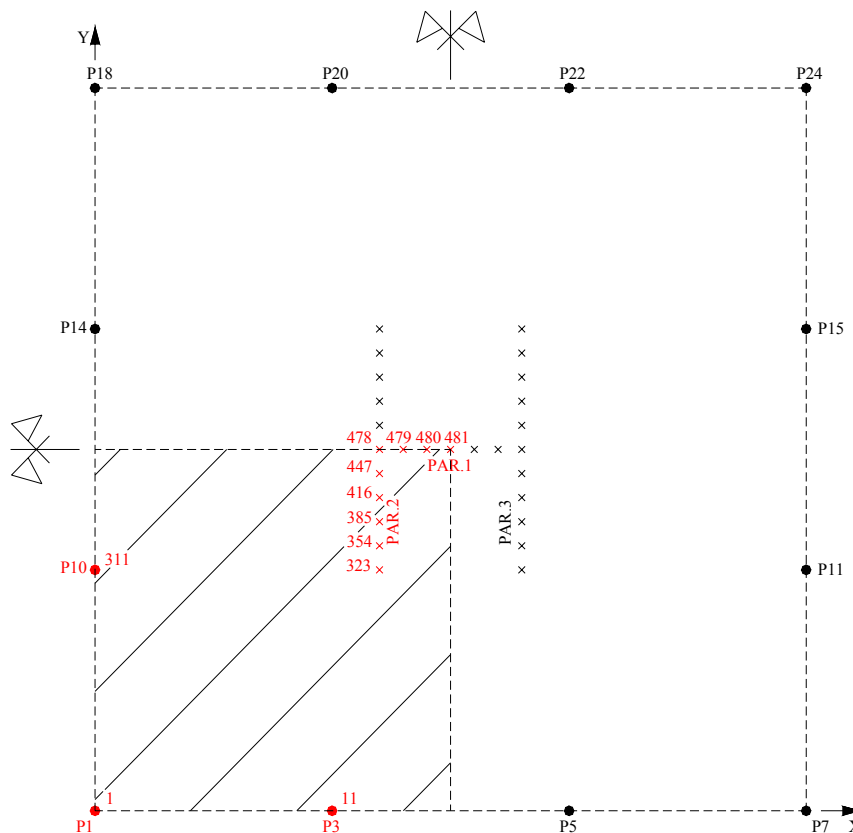 Y
P18 P20 P22 P24
P14 P15
478 479 480 481
447 PAR.1
416
385 PAR.2 PAR.3
354
P10 311 323 P11
1 11
P1 P3 P5 P7 X